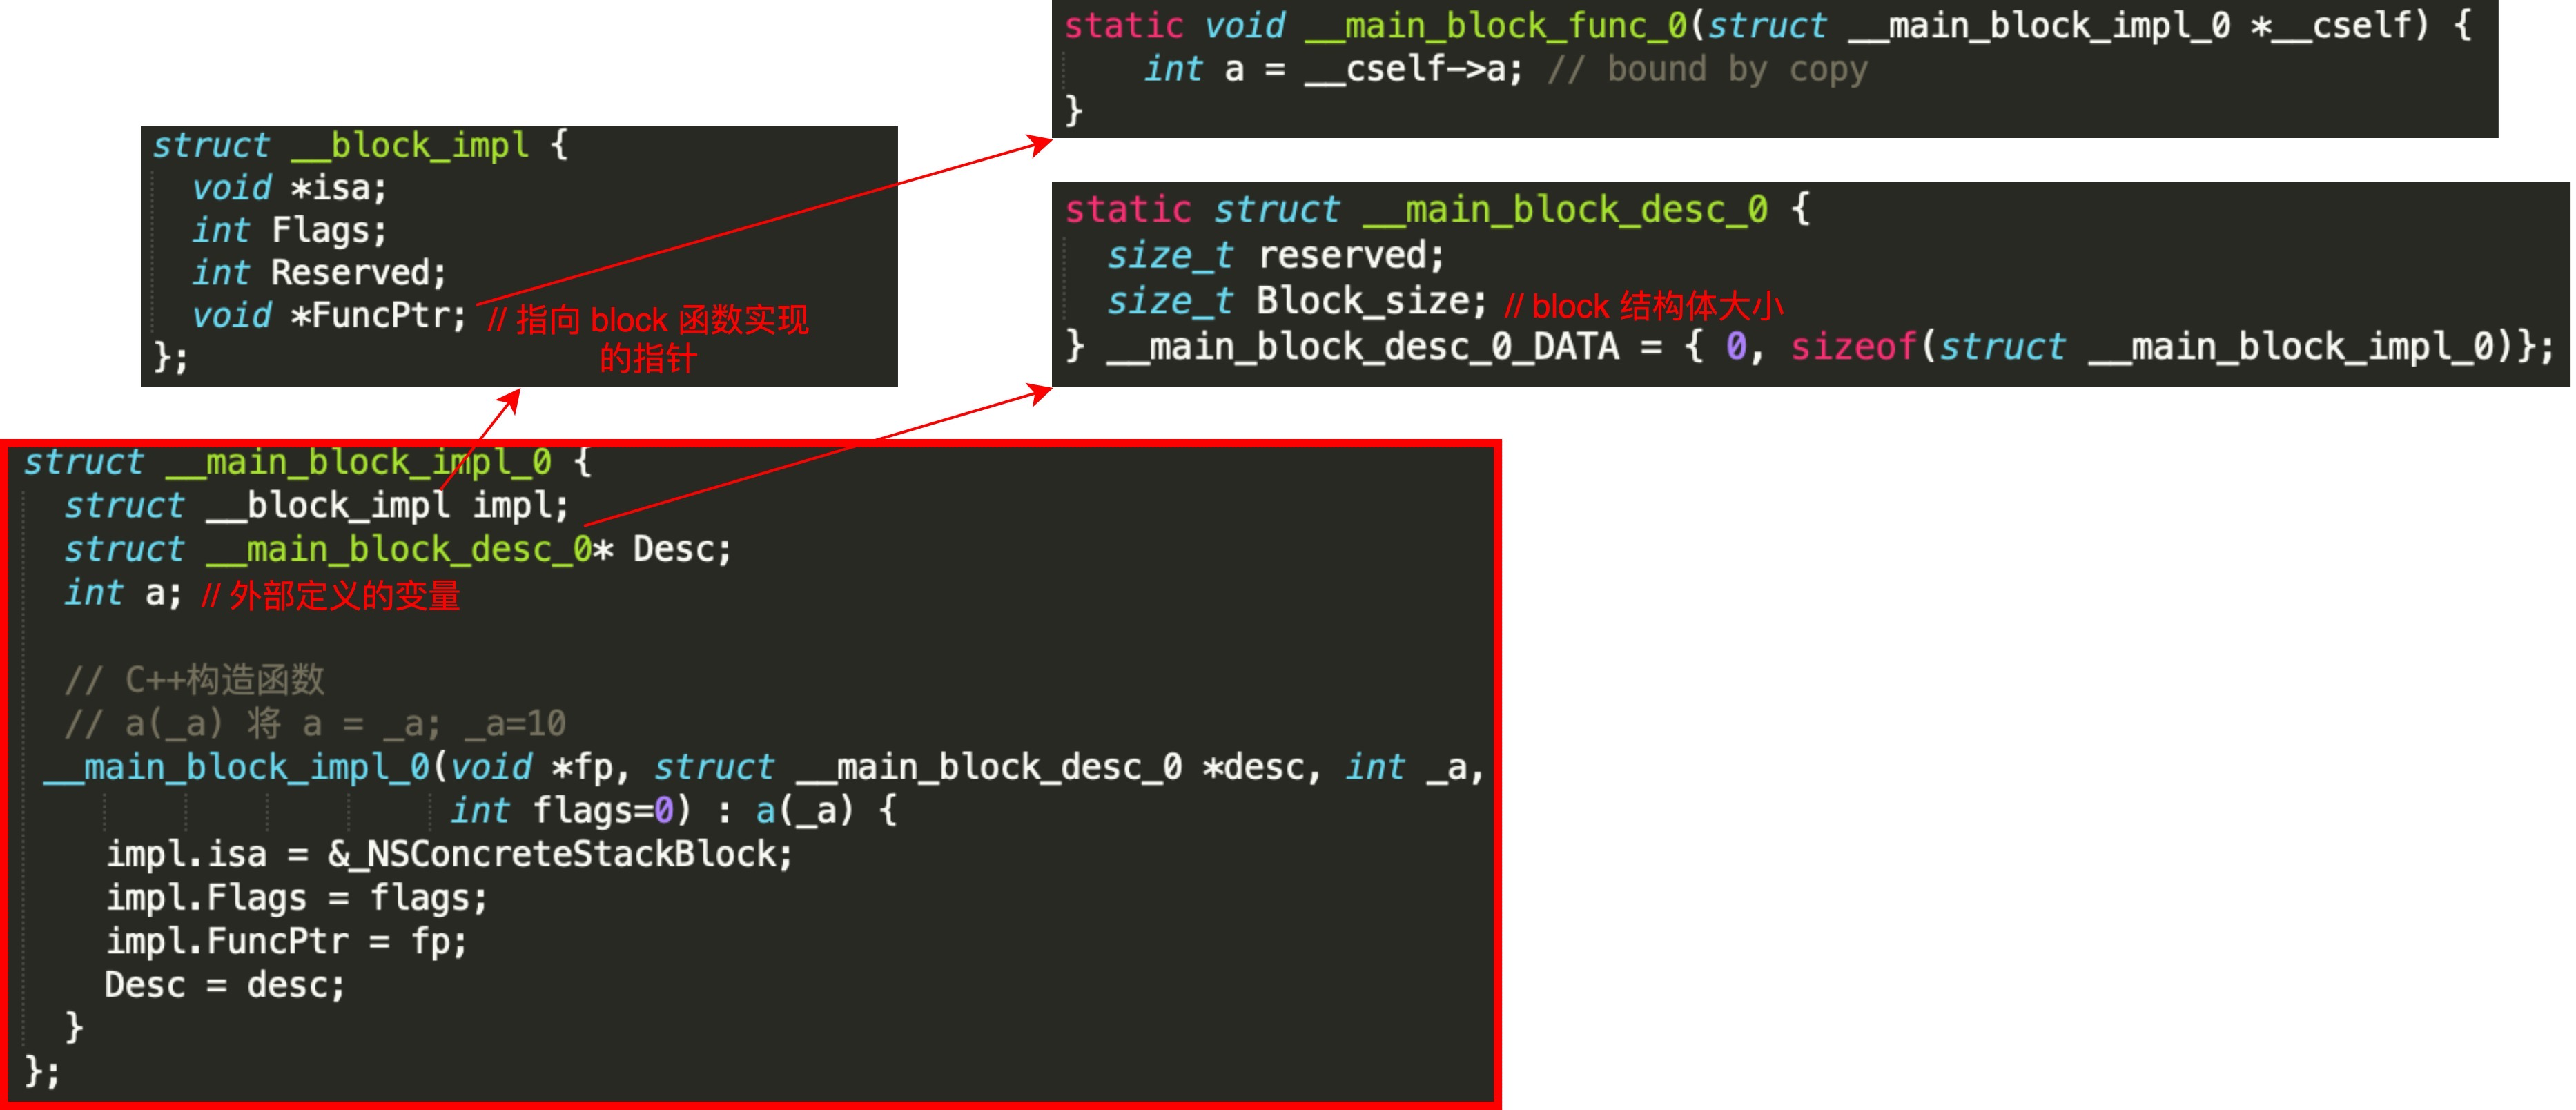 static void __main_block_func_0(struct __main_block_impl_0 *__cself) {
    int a = __cself->a; // bound by copy
}
struct __block_impl {
  void *isa;
  int Flags;
  int Reserved;
  void *FuncPtr; // 指向 block 函数实现
的指针
};
static struct __main_block_desc_0 {
  size_t reserved;
  size_t Block_size; // block 结构体大小
} __main_block_desc_0_DATA = { 0, sizeof(struct __main_block_impl_0)};
struct __main_block_impl_0 {
  struct __block_impl impl;
  struct __main_block_desc_0* Desc;
  int a; // 外部定义的变量
  // C++构造函数
  // a(_a) 将 a = _a; _a=10
 __main_block_impl_0(void *fp, struct __main_block_desc_0 *desc, int _a,
                    int flags=0) : a(_a) {
    impl.isa = &_NSConcreteStackBlock;
    impl.Flags = flags;
    impl.FuncPtr = fp;
    Desc = desc;
  }
};